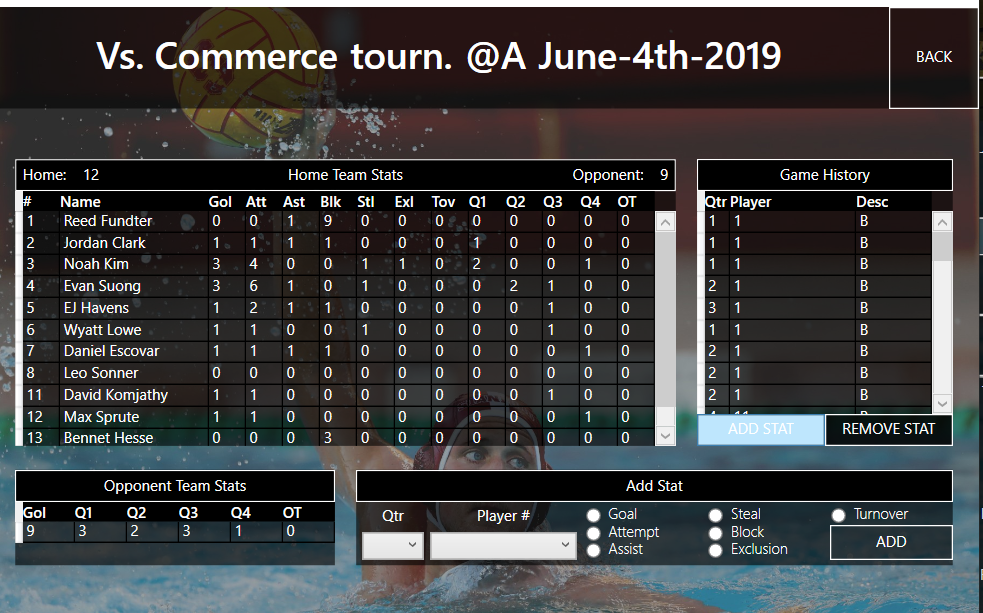 Vs. Commerce tourn. @A June-4th-2019
BACK
Home: 12 Home Team Stats Opponent: 9
# Name Gol Att Ast Blk Stl Exl Tov Q1 Q2 Q3 Q4 OT
1 Reed Fundter 0 0 1 9 0 0 0 0 0 0 0 0
2 Jordan Clark 1 1 1 1 0 0 0 1 0 0 0 0
3 Noah Kim 3 4 0 0 1 1 0 2 0 0 1 0
4 Evan Suong 3 6 1 0 1 0 0 0 2 1 0 0
5 EJ Havens 1 2 1 1 0 0 0 0 0 1 0 0
6 Wyatt Lowe 1 1 0 0 1 0 0 0 0 1 0 0
7 Daniel Escovar 1 1 1 1 0 0 0 0 0 0 1 0
8 Leo Sonner 0 0 0 0 0 0 0 0 0 0 0 0
11 David Komjathy 1 1 0 0 0 0 0 0 0 1 0 0
12 Max Sprute 1 1 0 0 0 0 0 0 0 0 1 0
13 Bennet Hesse 0 0 0 3 0 0 0 0 0 0 0 0
Game History
Qtr Player Desc
1 1 B
1 1 B
1 1 B
2 1 B
3 1 B
1 1 B
2 1 B
2 1 B
2 1 B
ADD STAT REMOVE STAT
Opponent Team Stats
Gol Q1 Q2 Q3 Q4 OT
9 3 2 3 1 0
Add Stat
Qtr Player #
Goal Steal Turnover
Attempt Block
Assist Exclusion
ADD